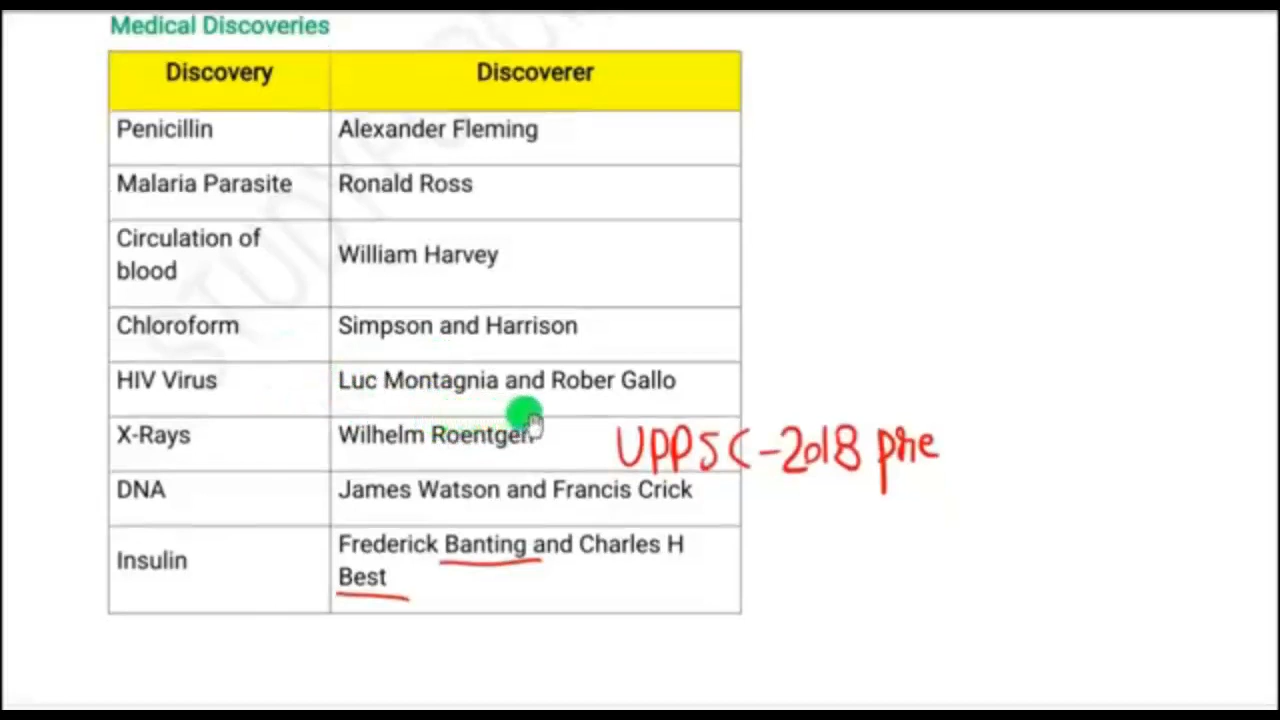 Medical Discoveries
Discovery Discoverer
Penicillin Alexander Fleming
Malaria Parasite Ronald Ross
Circulation of
blood
William Harvey
Chloroform Simpson and Harrison
HIV Virus Luc Montagnia and Rober Gallo
X-Rays Wilhelm Roentgen
UPPSC-2018 pre
DNA James Watson and Francis Crick
Insulin
Frederick Banting and Charles H
Best